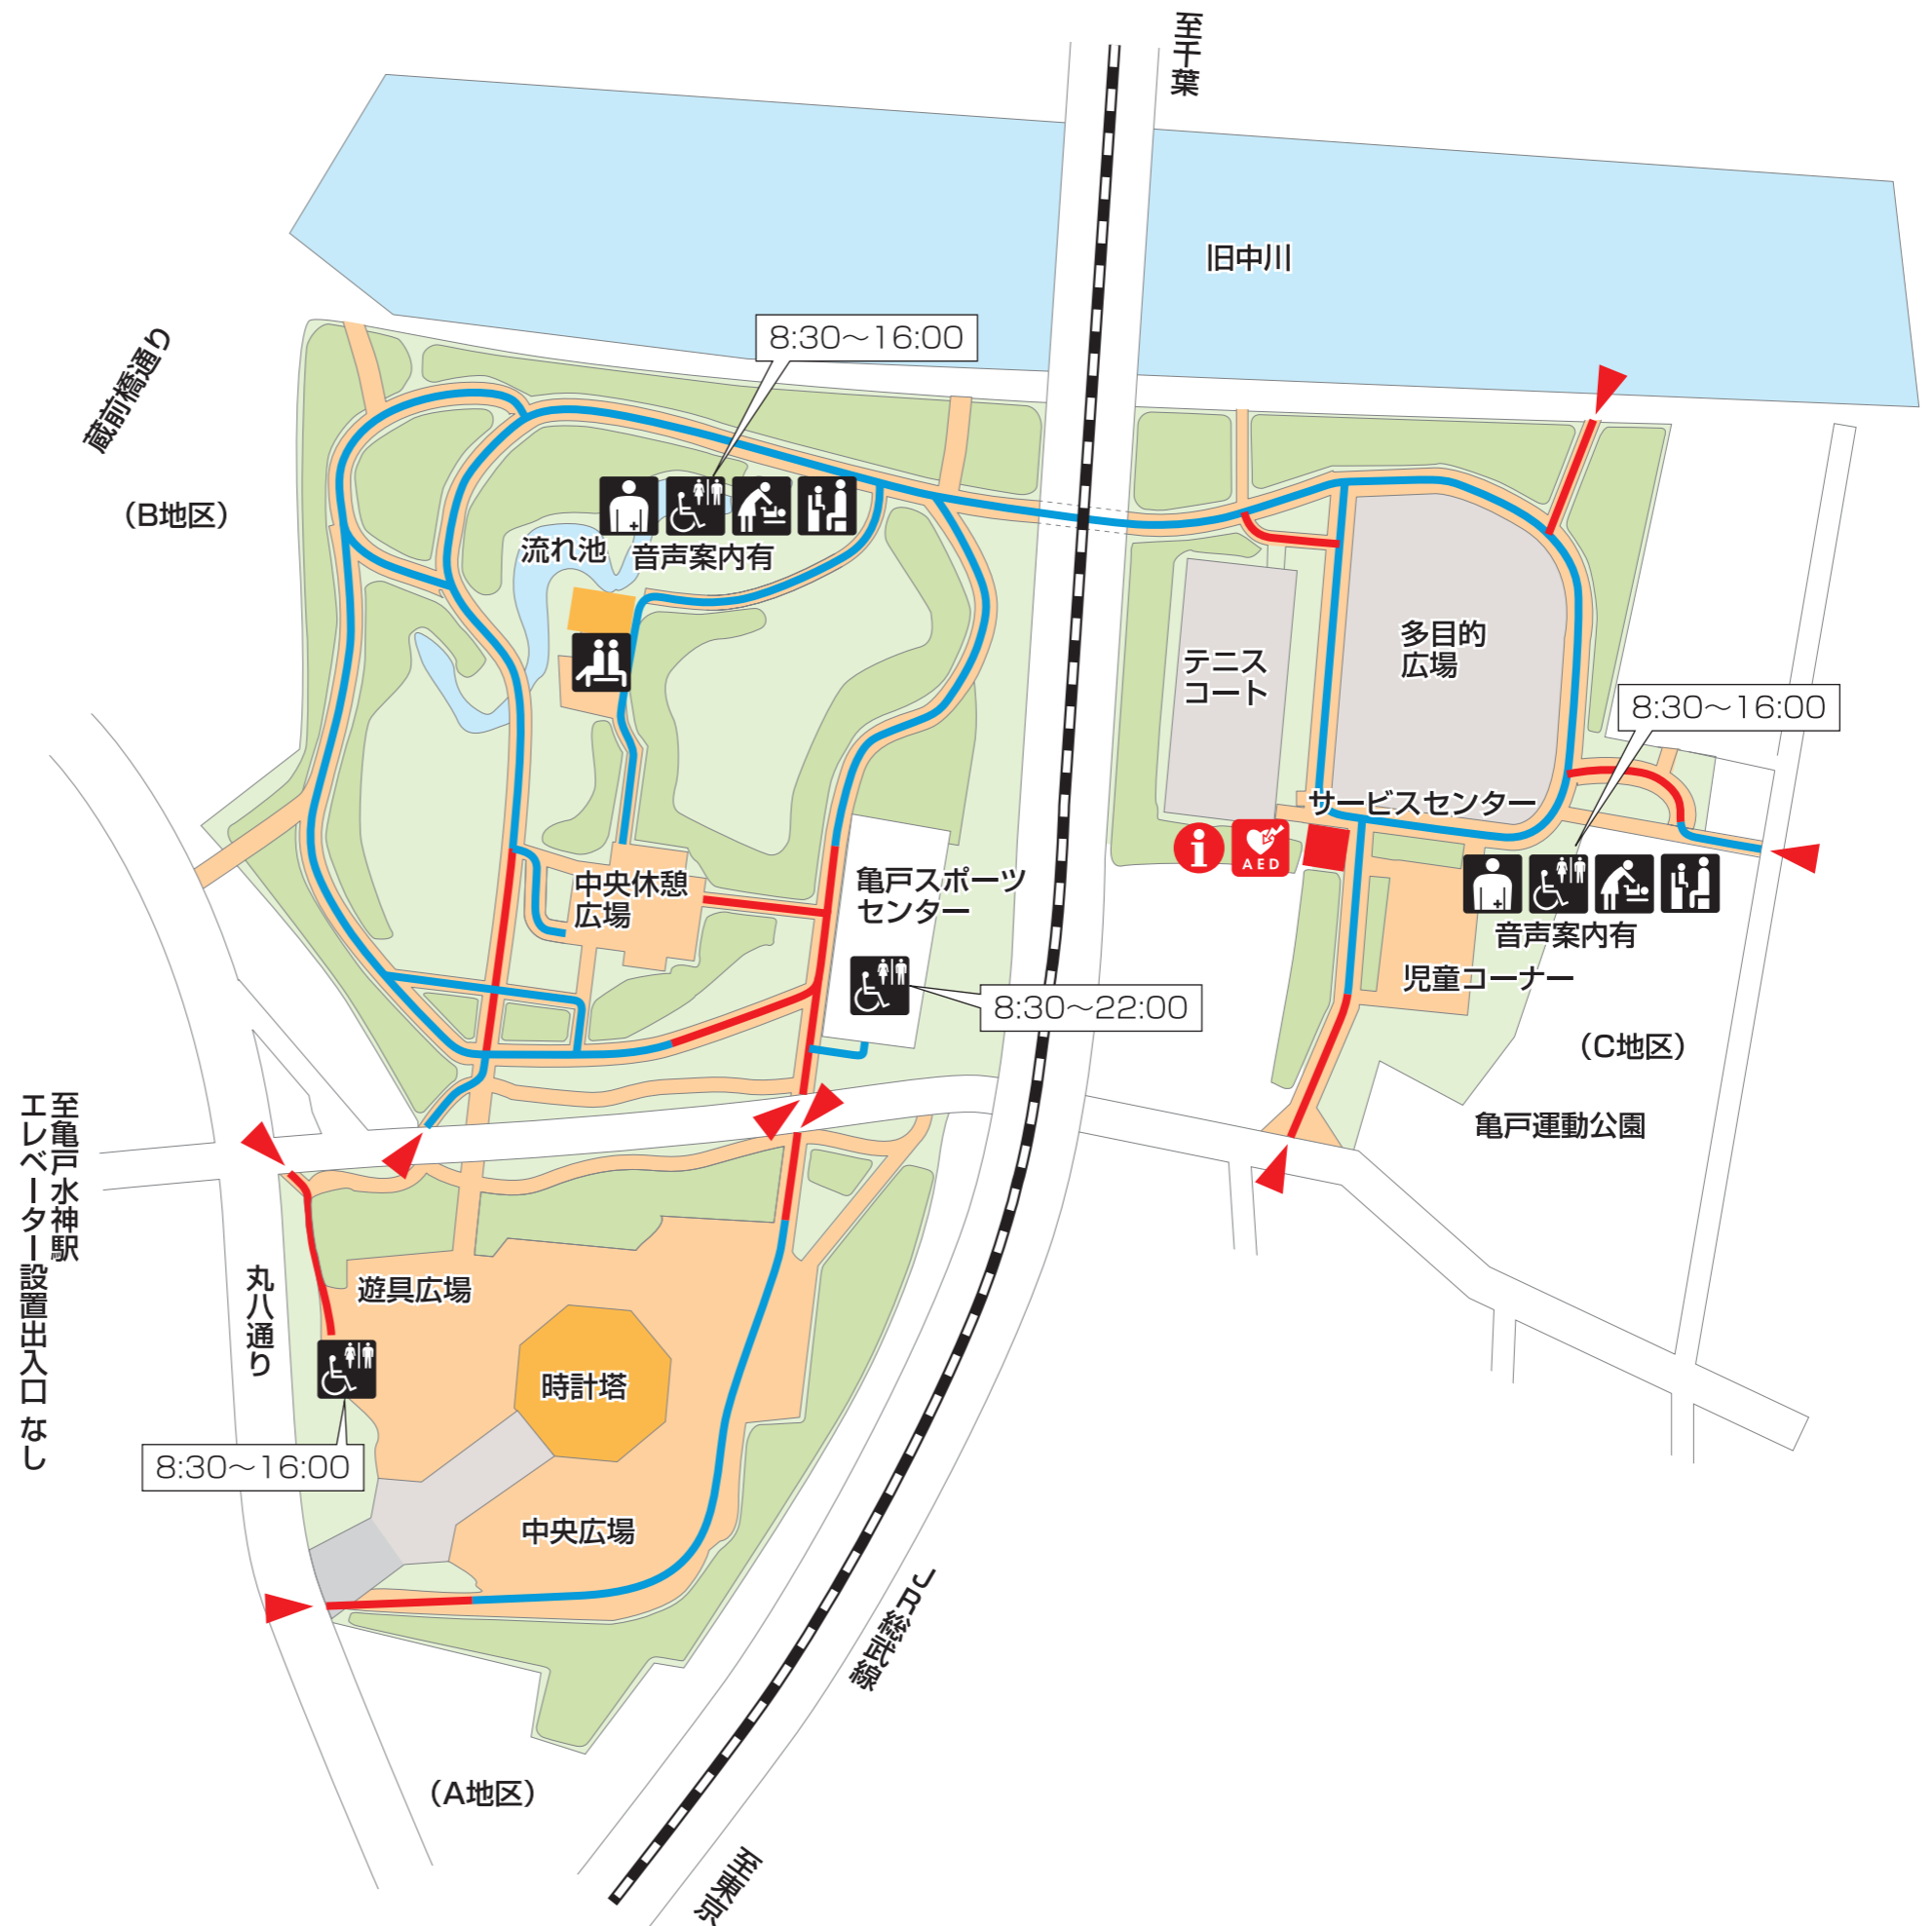 至千葉
旧中川
8:30～16:00
蔵前橋通り
（B地区）
流れ池
音声案内有
テニス
コート
多目的
広場
8:30～16:00
サービスセンター
AED
中央休憩
広場
亀戸スポーツ
センター
音声案内有
児童コーナー
8:30～22:00
（C地区）
亀戸運動公園
至亀戸水神駅
エレベーター設置出入口 なし
丸八通り
遊具広場
時計塔
8:30～16:00
中央広場
JR総武線
（A地区）
至東京